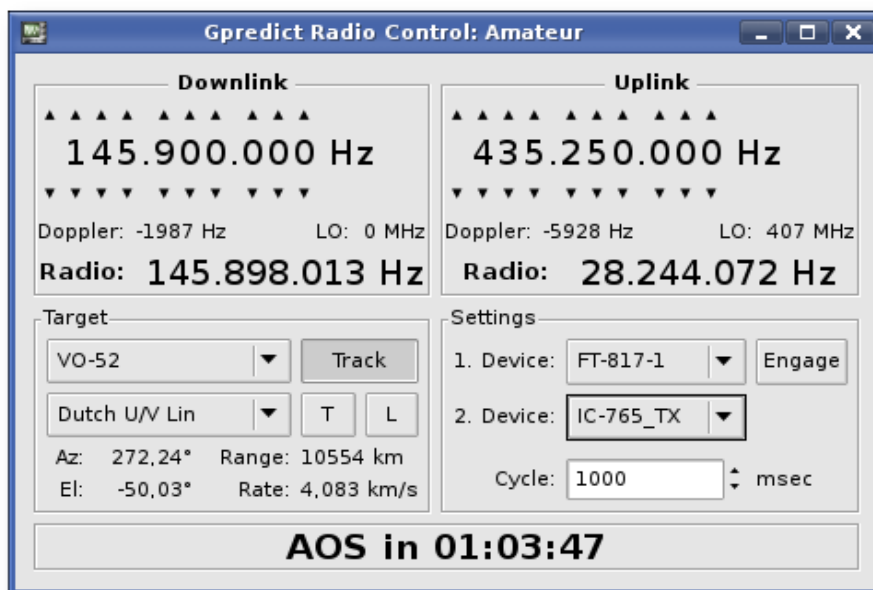 Gpredict Radio Control: Amateur
Downlink
145.900.000 Hz
Doppler: -1987 Hz LO: 0 MHz
Radio: 145.898.013 Hz
Uplink
435.250.000 Hz
Doppler: -5928 Hz LO: 407 MHz
Radio: 28.244.072 Hz
Target
VO-52 Track
Dutch U/V Lin T L
Az: 272,24° Range: 10554 km
El: -50,03° Rate: 4,083 km/s
Settings
1. Device: FT-817-1 Engage
2. Device: IC-765_TX
Cycle: 1000 msec
AOS in 01:03:47